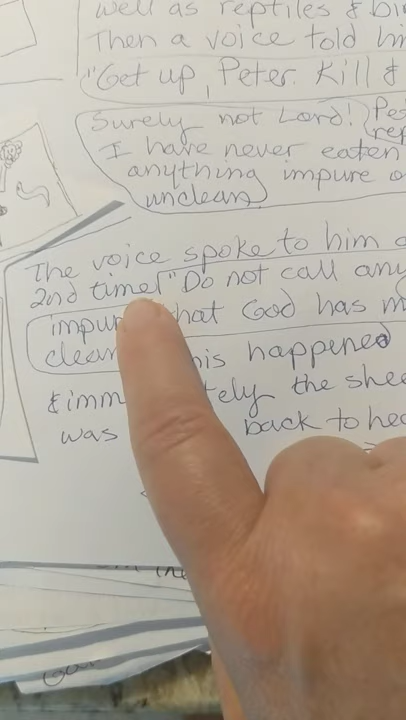 well as reptiles & bi
Then a voice told hi
"Get up, Peter. Kill &
Surely not Lord! Pe
I have never eaten
anything impure o
unclean
The voice spoke to him a
2nd time "Do not call any
impur hat God has m
clean his happened
& imm tely the shee
was back to hea